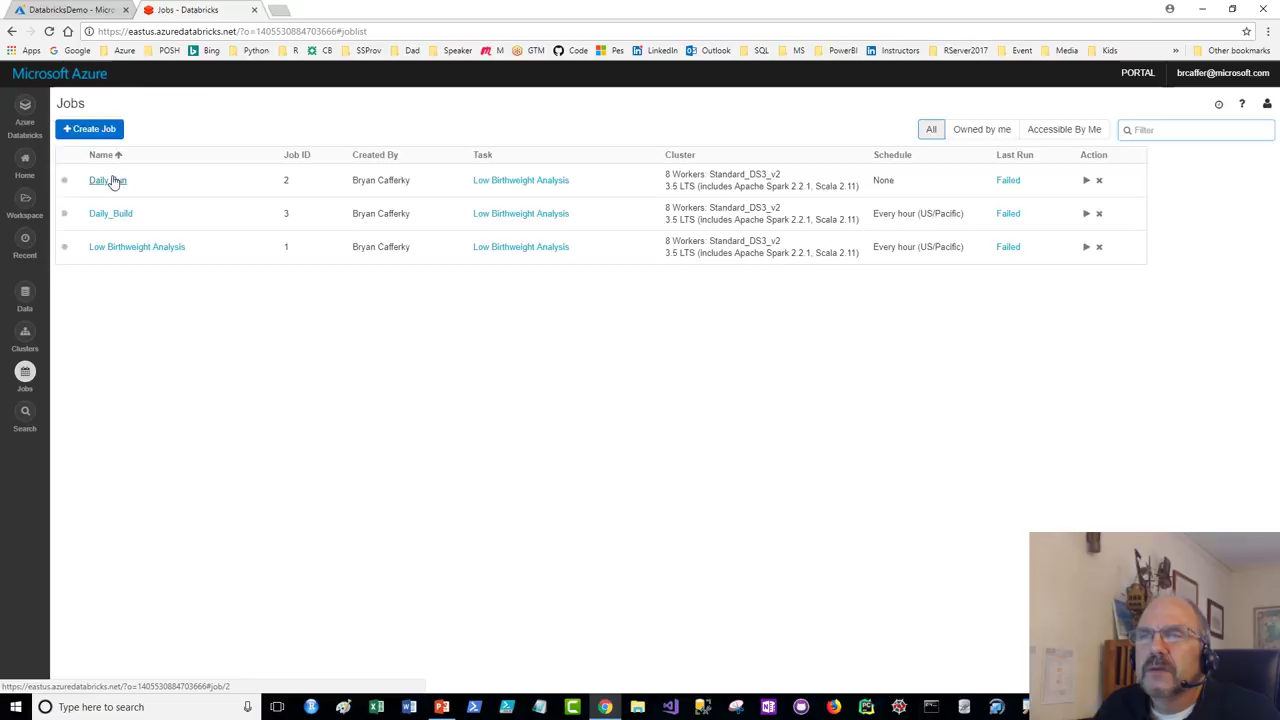 DatabricksDemo - Micro
Jobs - Databricks
https://eastus.azuredatabricks.net/?o=1405530884703666#joblist
Apps Google Azure POSH Bing Python R CB SSProv Dad Speaker M GTM Code Pes LinkedIn Outlook SQL MS PowerBI Instructors RServer2017 Event Media Kids » Other bookmarks
Microsoft Azure PORTAL brcaffer@microsoft.com
Azure Databricks
Home
Workspace
Recent
Data
Clusters
Jobs
Search
Jobs
+ Create Job All Owned by me Accessible By Me Filter
Name Job ID Created By Task Cluster Schedule Last Run Action
2 Bryan Cafferky Low Birthweight Analysis 8 Workers: Standard_DS3_v2 None Failed
3.5 LTS (includes Apache Spark 2.2.1, Scala 2.11)
Daily_Build 3 Bryan Cafferky Low Birthweight Analysis 8 Workers: Standard_DS3_v2 Every hour (US/Pacific) Failed
3.5 LTS (includes Apache Spark 2.2.1, Scala 2.11)
Low Birthweight Analysis 1 Bryan Cafferky Low Birthweight Analysis 8 Workers: Standard_DS3_v2 Every hour (US/Pacific) Failed
3.5 LTS (includes Apache Spark 2.2.1, Scala 2.11)
https://eastus.azuredatabricks.net/?o=1405530884703666#job/2
Type here to search